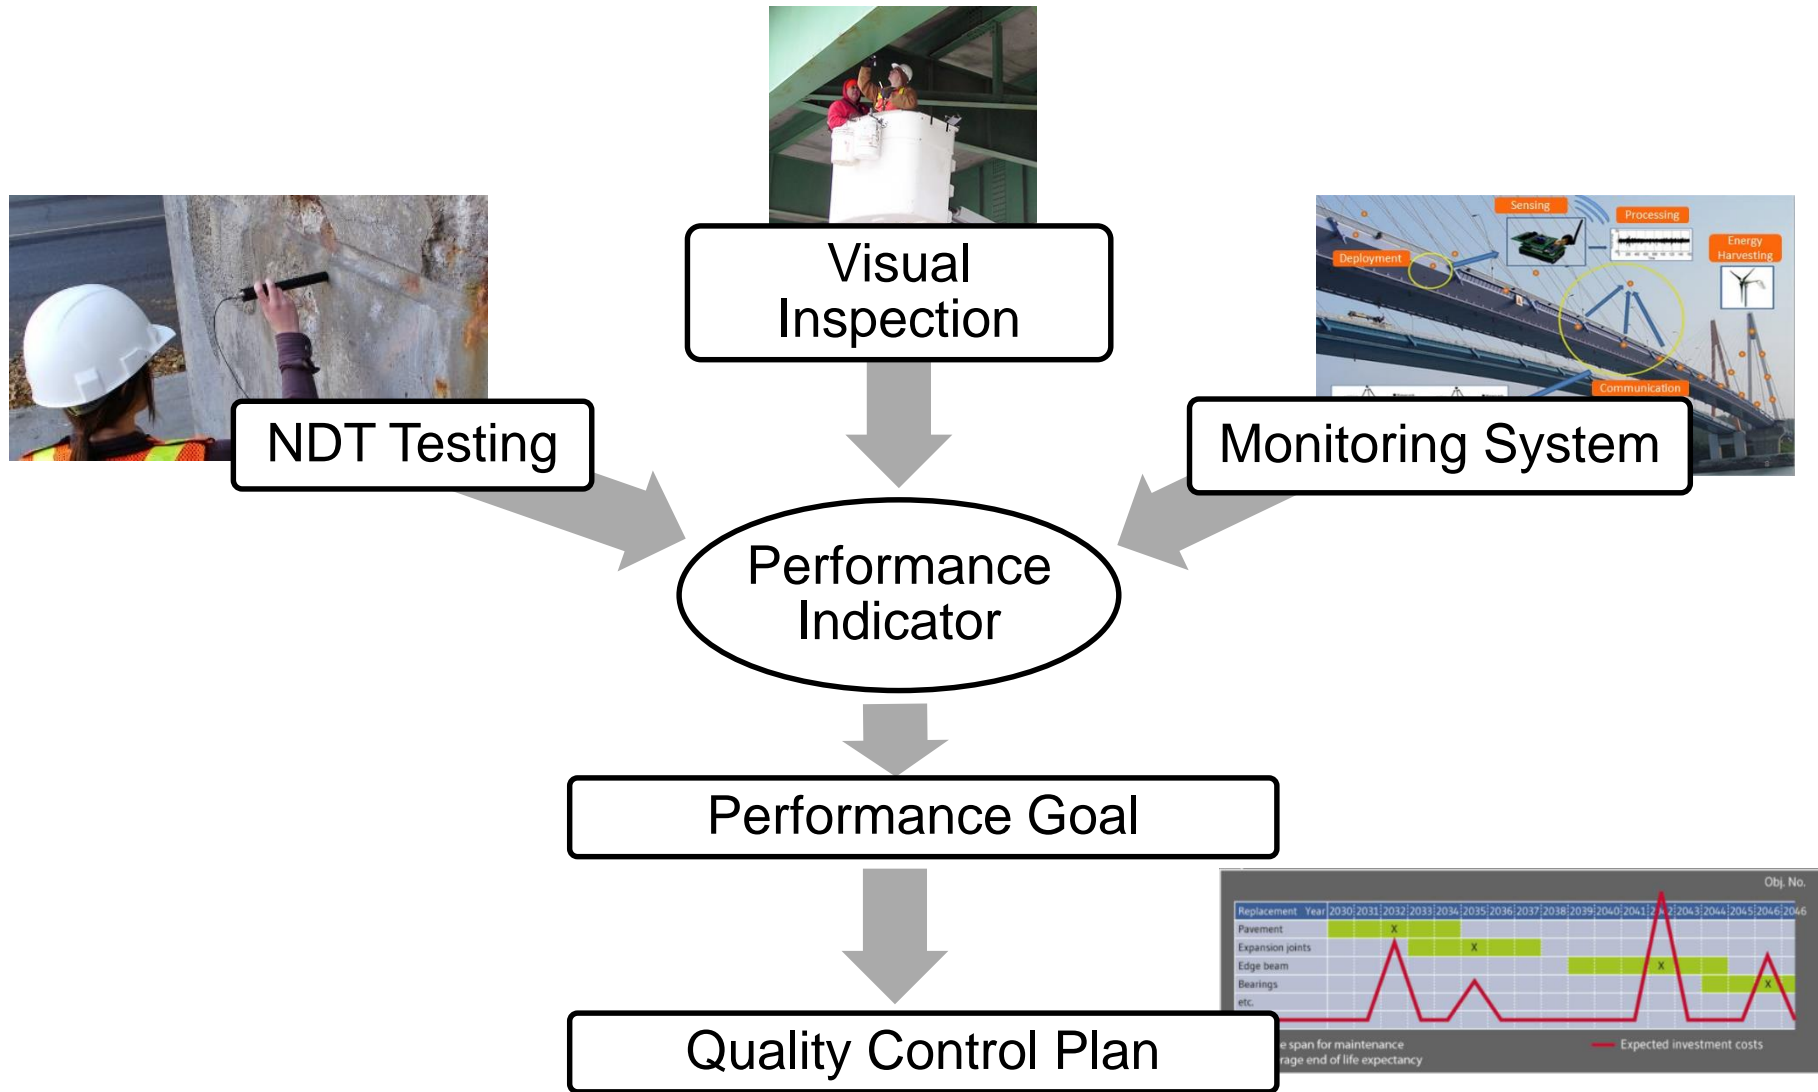 Visual
Inspection
NDT Testing
Sensing
Processing
Deployment
Energy
Harvesting
Communication
Monitoring System
Performance
Indicator
Performance Goal
Obj. No.
Replacement Year 2030 2031 2032 2033 2034 2035 2036 2037 2038 2039 2040 2041 2043 2044 2045 2046 2046
Pavement X
Expansion joints X
Edge beam X
Bearings X
etc.
Quality Control Plan
span for maintenance
Expected investment costs
end of life expectancy